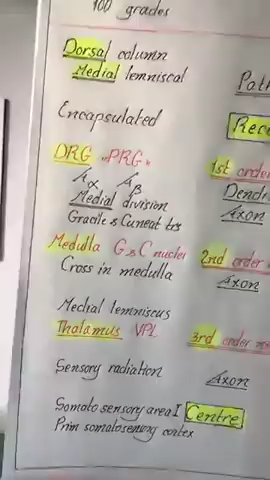 100 grades
Dorsal column
Medial lemniscal
Encapsulated
DRG "PRG"
Aα Aβ
Medial division
Gracile & Cuneat trs
Medulla G & C nuclei
Cross in medulla
Medial lemniscus
Thalamus VPL
Sensory radiation
Somato sensory area I Centre
Prim somatosensory cortex
Path
Rece
1st order
Dendr
Axon
2nd order
Axon
3rd order
Axon